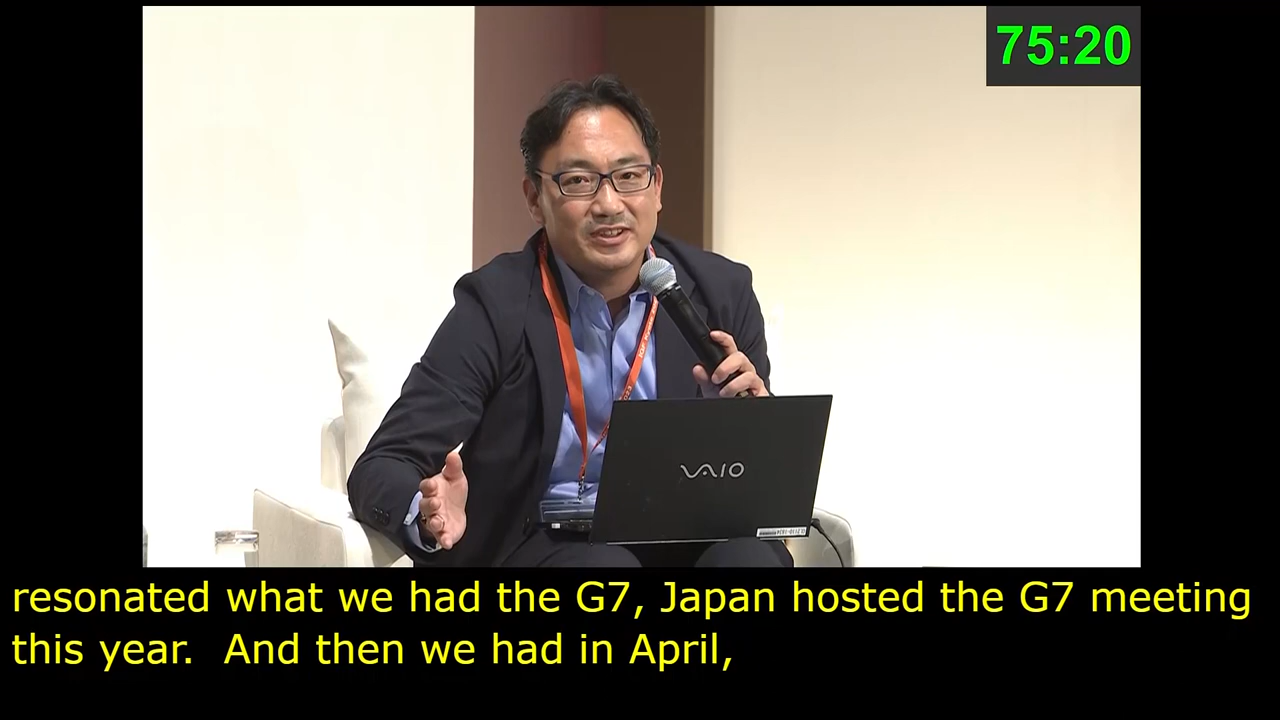 75:20
VAIO
resonated what we had the G7, Japan hosted the G7 meeting
this year.  And then we had in April,